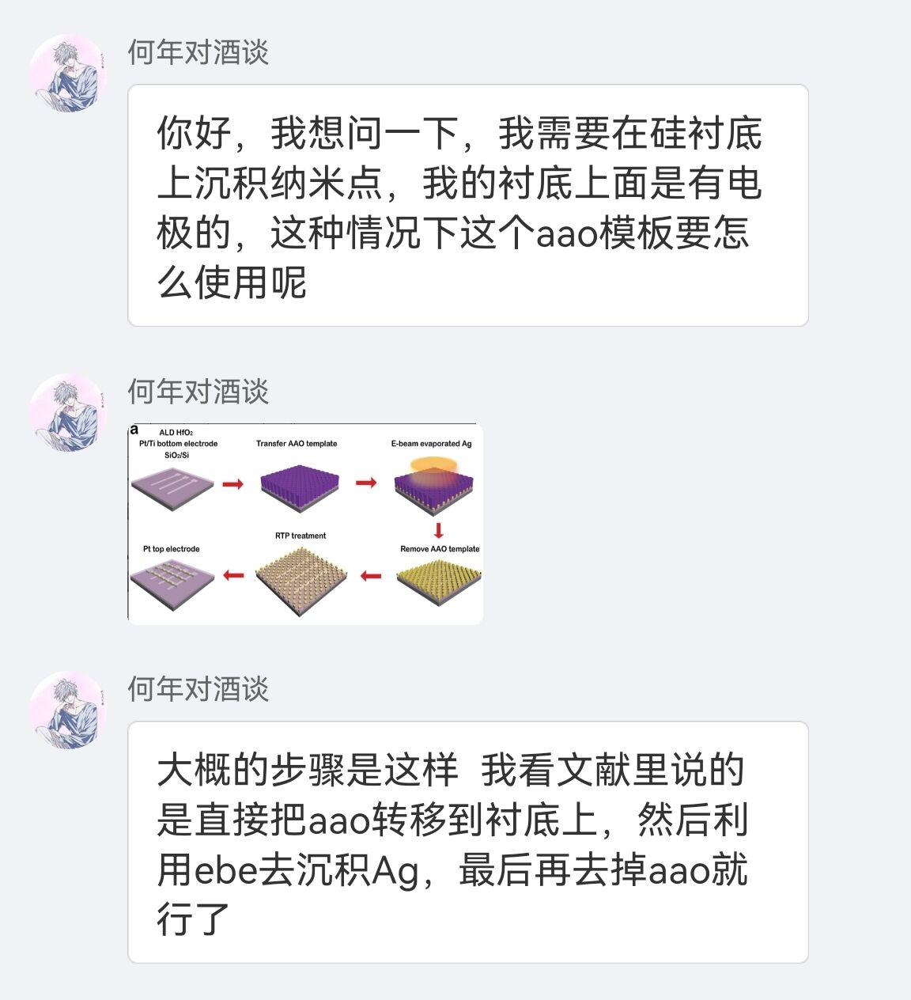 何年对酒谈
你好，我想问一下，我需要在硅衬底
上沉积纳米点，我的衬底上面是有电
极的，这种情况下这个aao模板要怎
么使用呢
何年对酒谈
a
ALD HfO₂
Pt/Ti bottom electrode
SiO₂/Si
Transfer AAO template
E-beam evaporated Ag
Pt top electrode
RTP treatment
Remove AAO template
何年对酒谈
大概的步骤是这样 我看文献里说的
是直接把aao转移到衬底上，然后利
用ebe去沉积Ag，最后再去掉aao就
行了